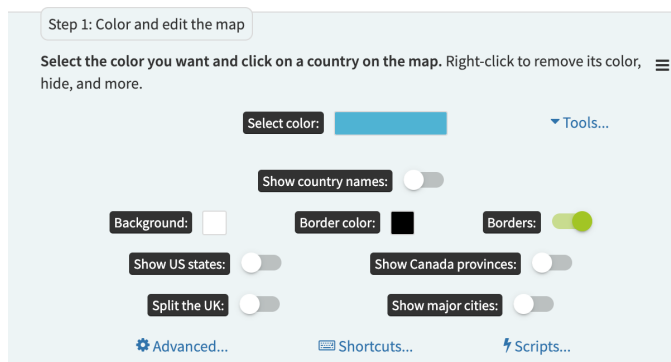 Step 1: Color and edit the map
Select the color you want and click on a country on the map. Right-click to remove its color,
hide, and more.
Select color:
Tools...
Show country names:
Background:
Border color:
Borders:
Show US states:
Show Canada provinces:
Split the UK:
Show major cities:
Advanced...
Shortcuts...
Scripts...